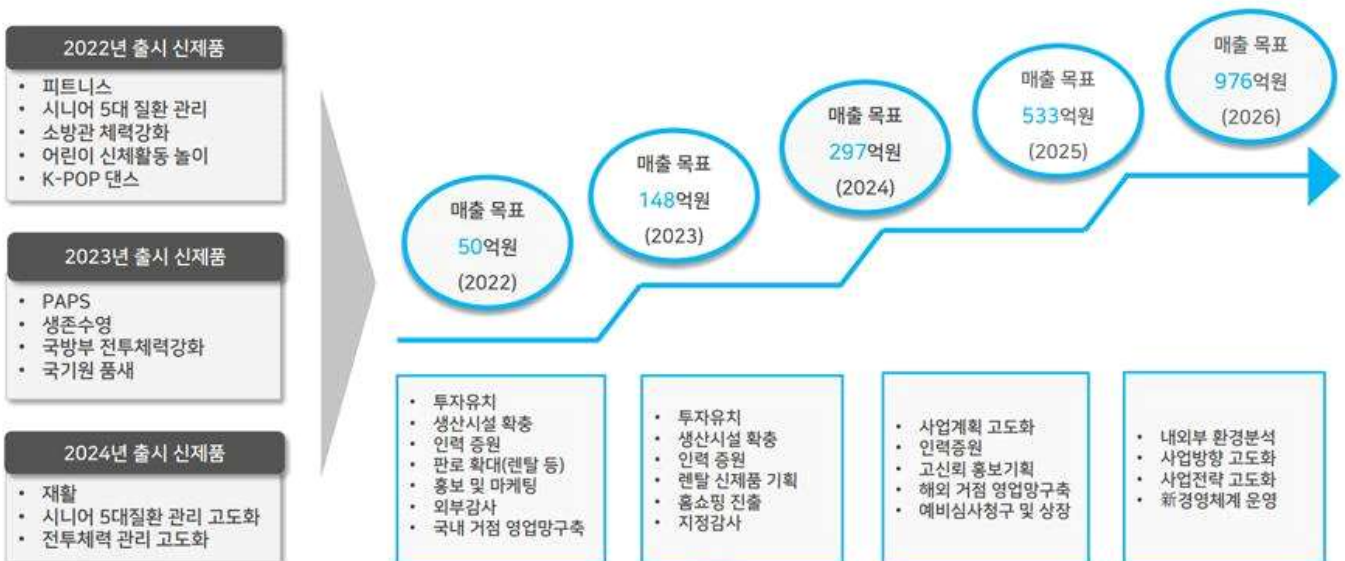 2022년 출시 신제품
• 피트니스
• 시니어 5대 질환 관리
• 소방관 체력강화
• 어린이 신체활동 놀이
• K-POP 댄스
2023년 출시 신제품
• PAPS
• 생존수영
• 국방부 전투체력강화
• 국기원 품새
2024년 출시 신제품
• 재활
• 시니어 5대질환 관리 고도화
• 전투체력 관리 고도화
매출 목표
50억원
(2022)
매출 목표
148억원
(2023)
매출 목표
297억원
(2024)
매출 목표
533억원
(2025)
매출 목표
976억원
(2026)
• 투자유치
• 생산시설 확충
• 인력 증원
• 판로 확대(렌탈 등)
• 홍보 및 마케팅
• 외부감사
• 국내 거점 영업망구축
• 투자유치
• 생산시설 확충
• 인력 증원
• 렌탈 신제품 기획
• 홈쇼핑 진출
• 지정감사
• 사업계획 고도화
• 인력증원
• 고신뢰 홍보기획
• 해외 거점 영업망구축
• 예비심사청구 및 상장
• 내외부 환경분석
• 사업방향 고도화
• 사업전략 고도화
• 新경영체계 운영